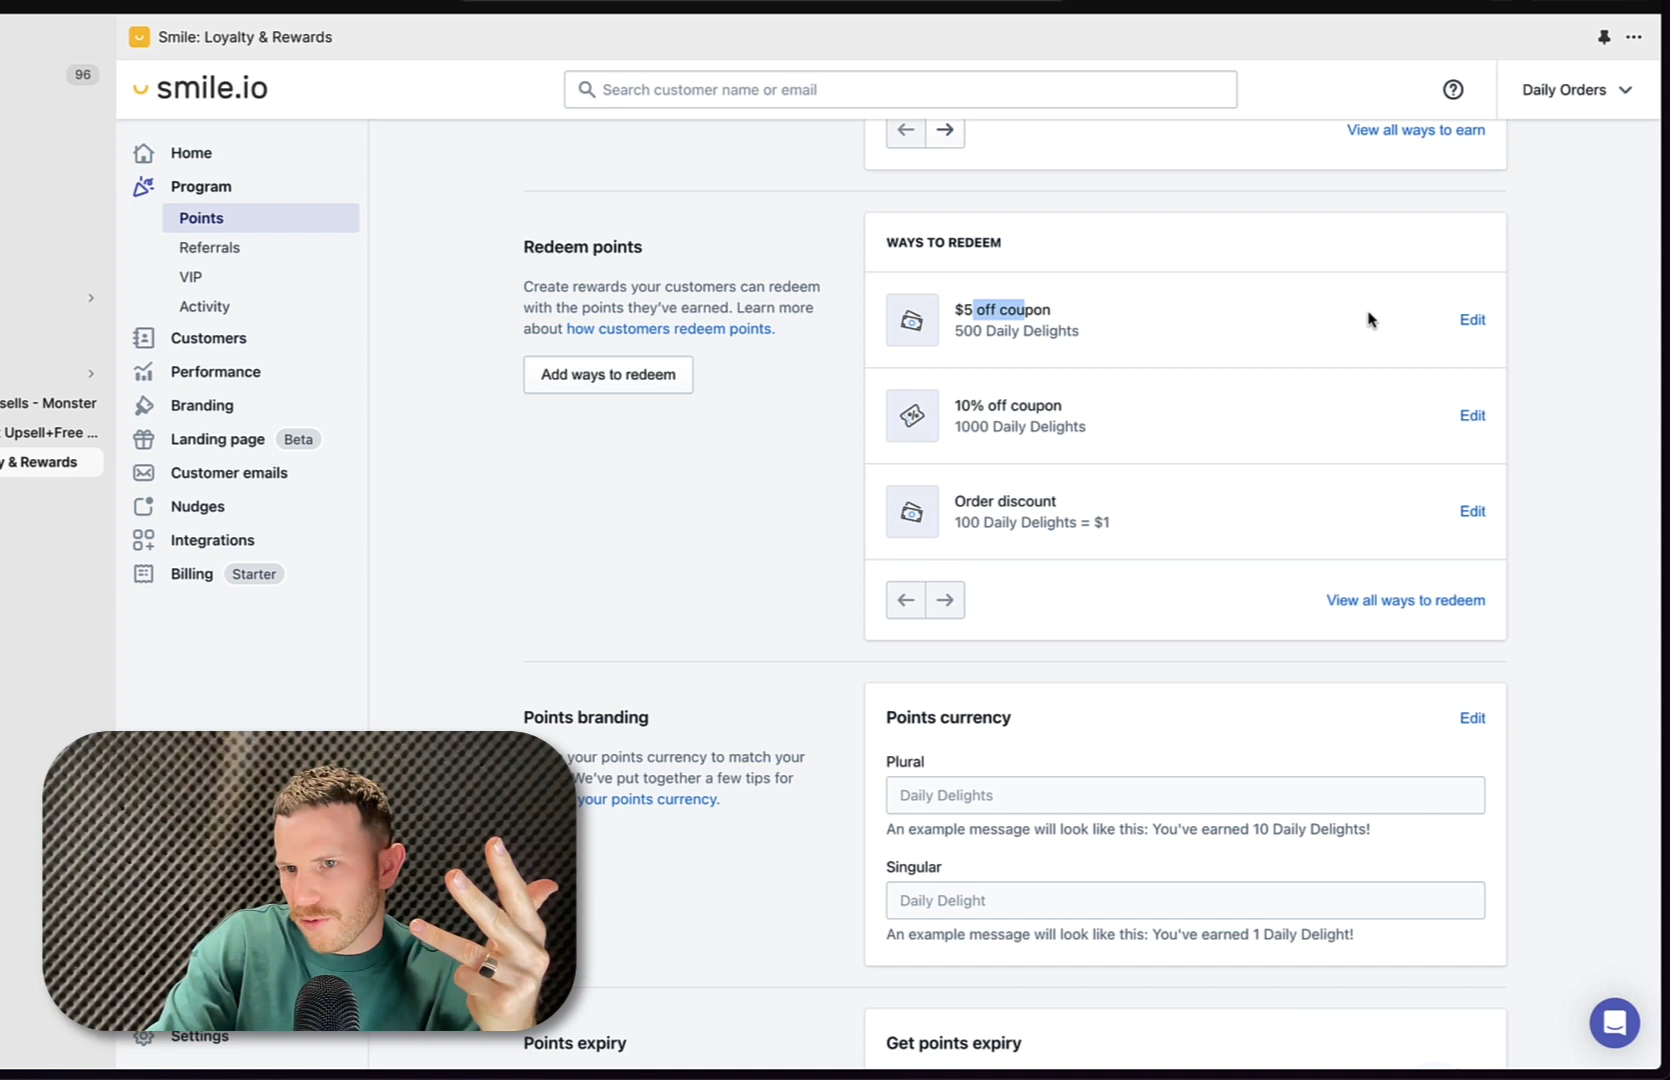 Smile: Loyalty & Rewards
96
smile.io
Search customer name or email
Daily Orders
Home
Program
Points
Referrals
VIP
Activity
Customers
Performance
Branding
Landing page Beta
Customer emails
Nudges
Integrations
Billing Starter
Settings
sells - Monster
Upsell+Free ...
y & Rewards
View all ways to earn
Redeem points
Create rewards your customers can redeem
with the points they've earned. Learn more
about how customers redeem points.
Add ways to redeem
WAYS TO REDEEM
$5 off coupon
500 Daily Delights
Edit
10% off coupon
1000 Daily Delights
Edit
Order discount
100 Daily Delights = $1
Edit
View all ways to redeem
Points branding
your points currency to match your
We've put together a few tips for
your points currency.
Points currency
Edit
Plural
Daily Delights
An example message will look like this: You've earned 10 Daily Delights!
Singular
Daily Delight
An example message will look like this: You've earned 1 Daily Delight!
Points expiry
Get points expiry